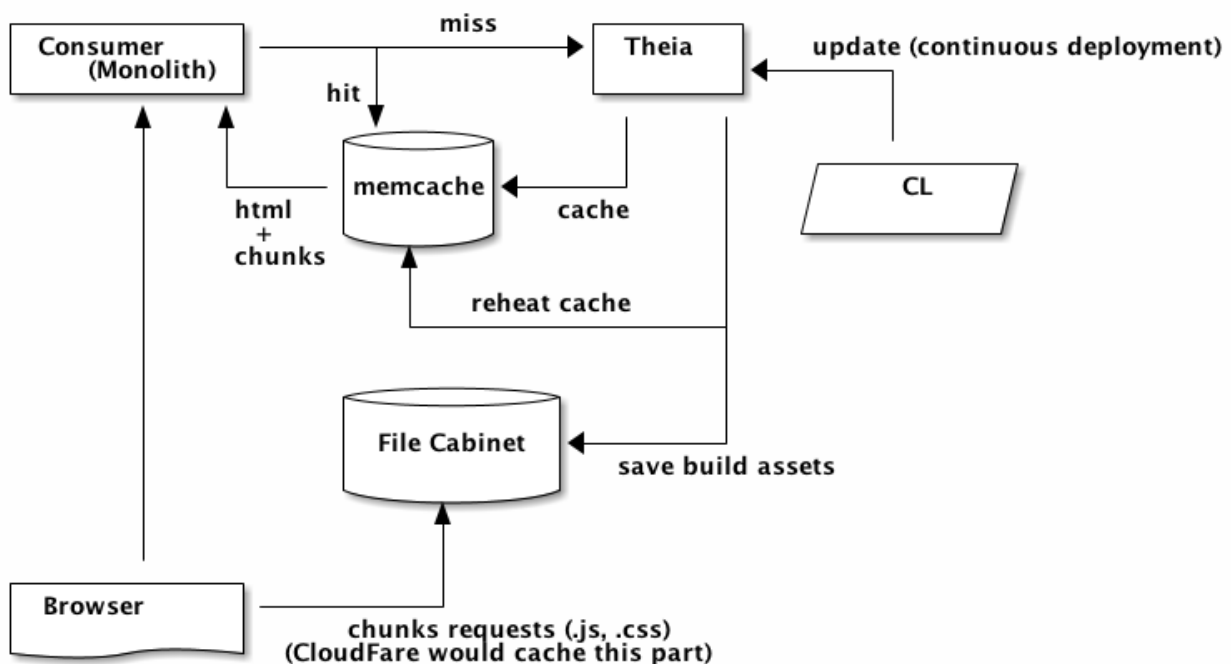 miss
Consumer
(Monolith)
Theia
update (continuous deployment)
hit
memcache
CL
html
+
chunks
cache
reheat cache
File Cabinet
save build assets
Browser
chunks requests (.js, .css)
(CloudFare would cache this part)